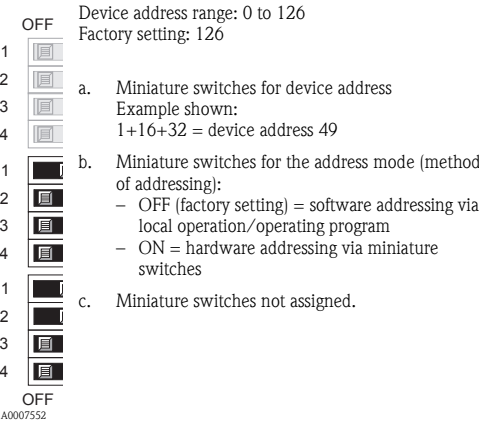 Device address range: 0 to 126
Factory setting: 126
OFF
1
2
3
4
1
2
3
4
1
2
3
4
OFF
A0007552
a. Miniature switches for device address
Example shown:
1+16+32 = device address 49
b. Miniature switches for the address mode (method
of addressing):
– OFF (factory setting) = software addressing via
local operation/operating program
– ON = hardware addressing via miniature
switches
c. Miniature switches not assigned.